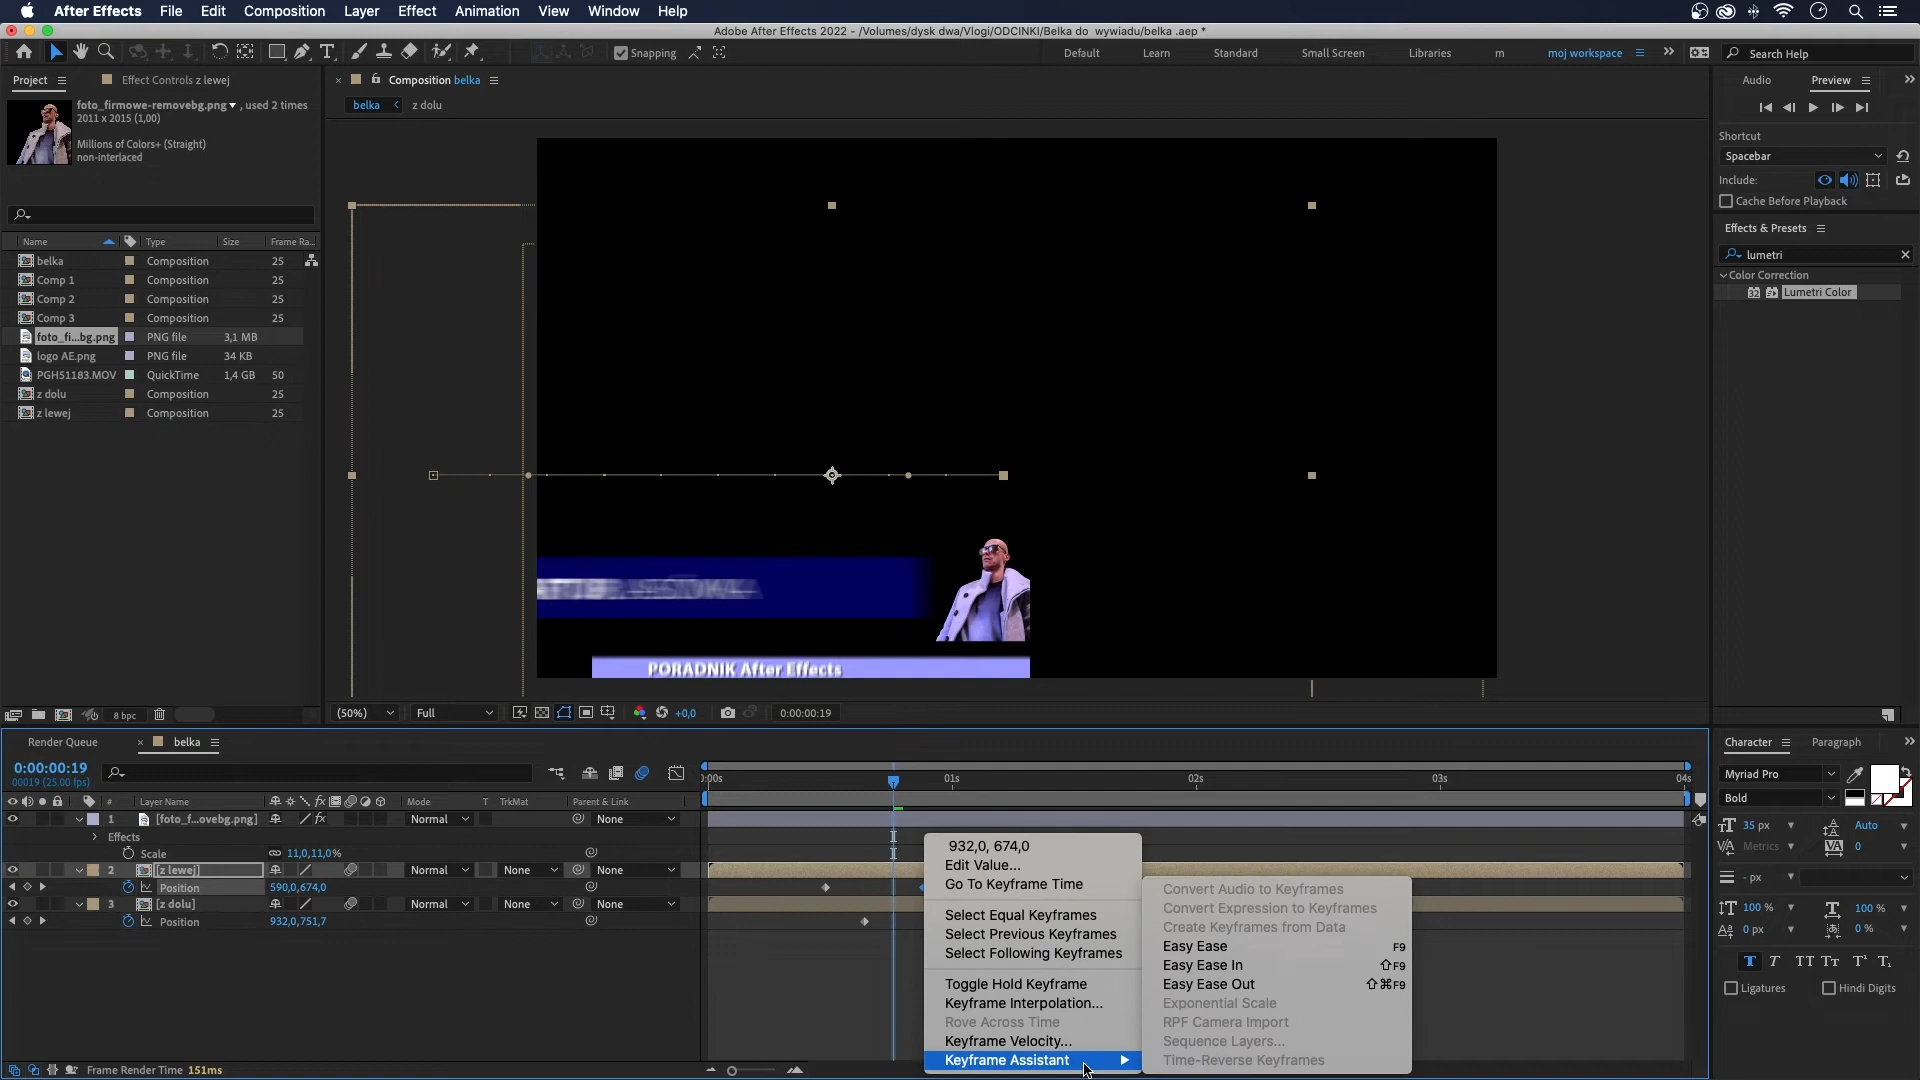 After Effects File Edit Composition Layer Effect Animation View Window Help
Adobe After Effects 2022 - /Volumes/dysk dwa/Vlogi/ODCINKI/Belka do wywiadu/belka .aep *
Snapping Default Learn Standard Small Screen Libraries m moj workspace Search Help
Project Effect Controls z lewej
Composition belka
Audio Preview
foto_firmowe-removebg.png , used 2 times
2011 x 2015 (1,00)
Millions of Colors+ (Straight)
non-interlaced
belka z dolu
Shortcut
Spacebar
Include:
Cache Before Playback
Effects & Presets
lumetri
Color Correction
Lumetri Color
Name Type Size Frame Ra...
belka Composition 25
Comp 1 Composition 25
Comp 2 Composition 25
Comp 3 Composition 25
foto_fi...bg.png PNG file 3,1 MB
logo AE.png PNG file 34 KB
PGH51183.MOV QuickTime 1,4 GB 50
z dolu Composition 25
z lewej Composition 25
PORADNIK After Effects
8 bpc
(50%) Full +0,0 0:00:00:19
Render Queue belka
0:00:00:19
00019 (25.00 fps)
):00s 01s 02s 03s 04s
# Layer Name Mode T TrkMat Parent & Link
1 [foto_f...ovebg.png] Normal None
Effects
Scale 11,0,11,0%
2 [z lewej] Normal None None
Position 590,0,674,0
3 [z dolu] Normal None None
Position 932,0,751,7
932,0, 674,0
Edit Value...
Go To Keyframe Time
Select Equal Keyframes
Select Previous Keyframes
Select Following Keyframes
Toggle Hold Keyframe
Keyframe Interpolation...
Rove Across Time
Keyframe Velocity...
Keyframe Assistant
Convert Audio to Keyframes
Convert Expression to Keyframes
Create Keyframes from Data
Easy Ease F9
Easy Ease In ⇧F9
Easy Ease Out ⇧⌘F9
Exponential Scale
RPF Camera Import
Sequence Layers...
Time-Reverse Keyframes
Character Paragraph
Myriad Pro
Bold
35 px Auto
Metrics 0
- px
100 % 100 %
0 px 0 %
Ligatures Hindi Digits
Frame Render Time 151ms